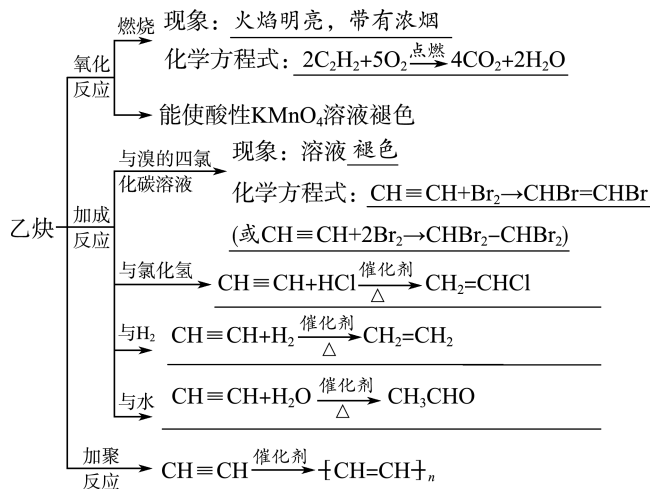 燃烧 现象：火焰明亮，带有浓烟
化学方程式：2C₂H₂+5O₂ 点燃→ 4CO₂+2H₂O
氧化
反应
能使酸性KMnO₄溶液褪色
与溴的四氯
化碳溶液
现象：溶液 褪色
化学方程式：CH≡CH+Br₂→CHBr=CHBr
(或CH≡CH+2Br₂→CHBr₂−CHBr₂)
乙炔
加成
反应
与氯化氢 CH≡CH+HCl 催化剂→△ CH₂=CHCl
与H₂ CH≡CH+H₂ 催化剂→△ CH₂=CH₂
与水 CH≡CH+H₂O 催化剂→△ CH₃CHO
加聚
反应
CH≡CH 催化剂→ ⁅CH=CH⁆n